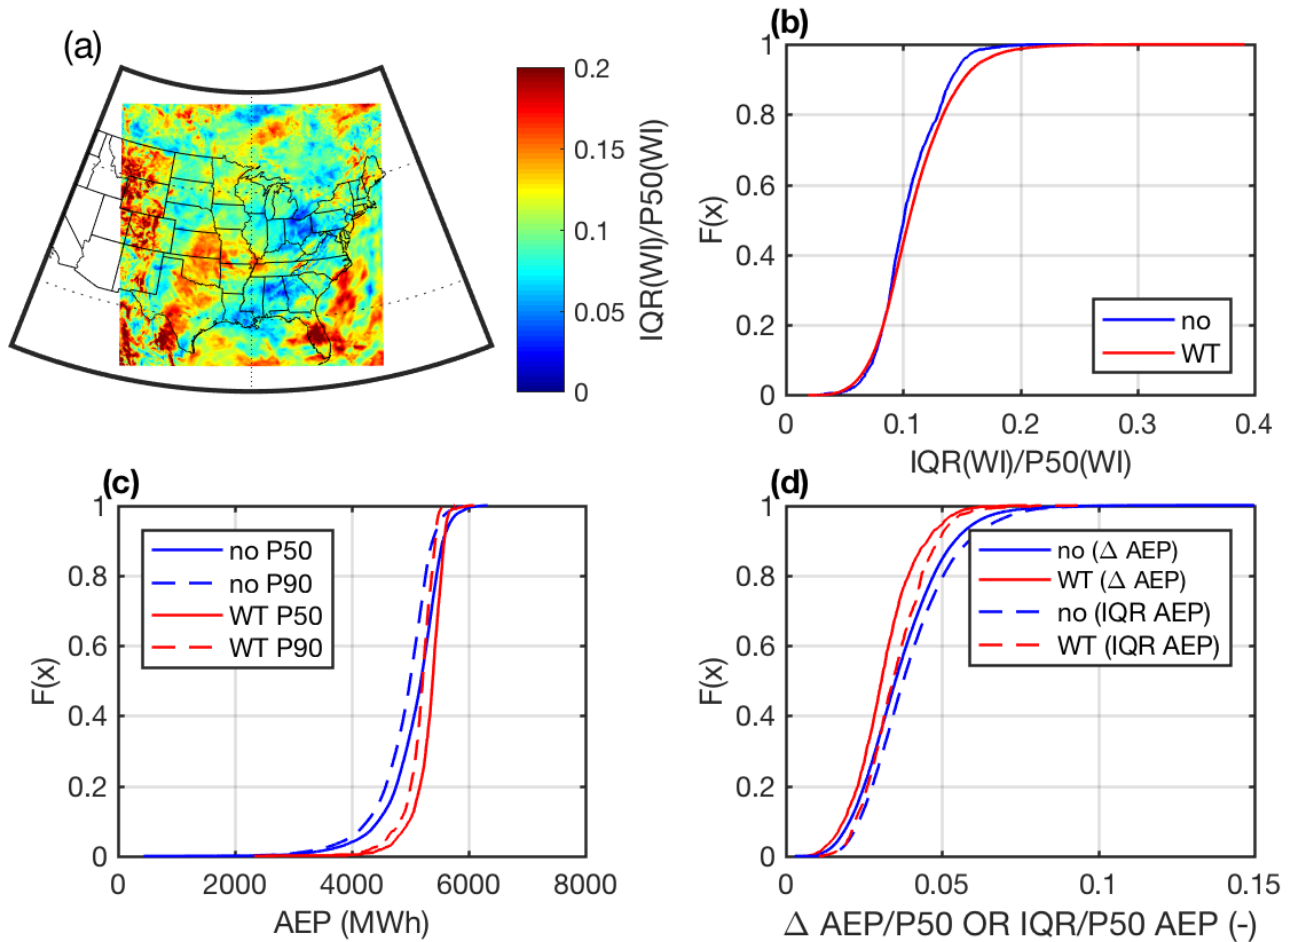 (a)
0.2
0.15
0.1
0.05
0
IQR(WI)/P50(WI)
(b)
1
0.8
0.6
0.4
0.2
0
F(x)
no
WT
0
0.1
0.2
0.3
0.4
IQR(WI)/P50(WI)
(c)
1
0.8
0.6
0.4
0.2
0
F(x)
no P50
no P90
WT P50
WT P90
0
2000
4000
6000
8000
AEP (MWh)
(d)
1
0.8
0.6
0.4
0.2
0
F(x)
no (Δ AEP)
WT (Δ AEP)
no (IQR AEP)
WT (IQR AEP)
0
0.05
0.1
0.15
Δ AEP/P50 OR IQR/P50 AEP (-)